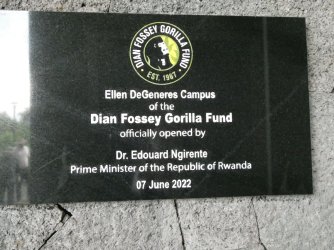 DIAN FOSSEY GORILLA FUND
EST. 1967
Ellen DeGeneres Campus
of the
Dian Fossey Gorilla Fund
officially opened by
Dr. Edouard Ngirente
Prime Minister of the Republic of Rwanda
07 June 2022